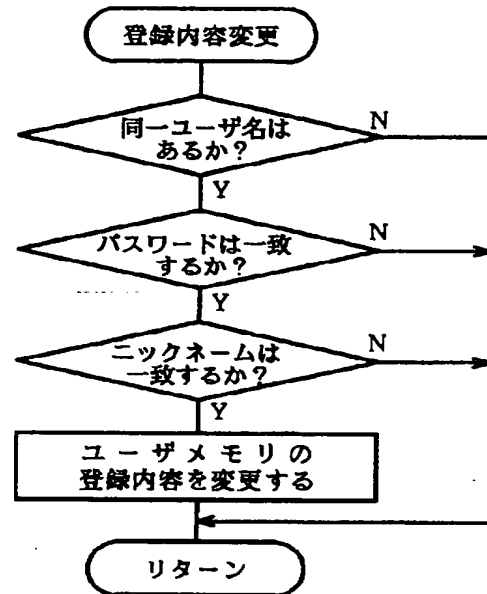 登録内容変更
同一ユーザ名は
あるか？
N
Y
パスワードは一致
するか？
N
Y
ニックネームは
一致するか？
N
Y
ユーザメモリの
登録内容を変更する
リターン